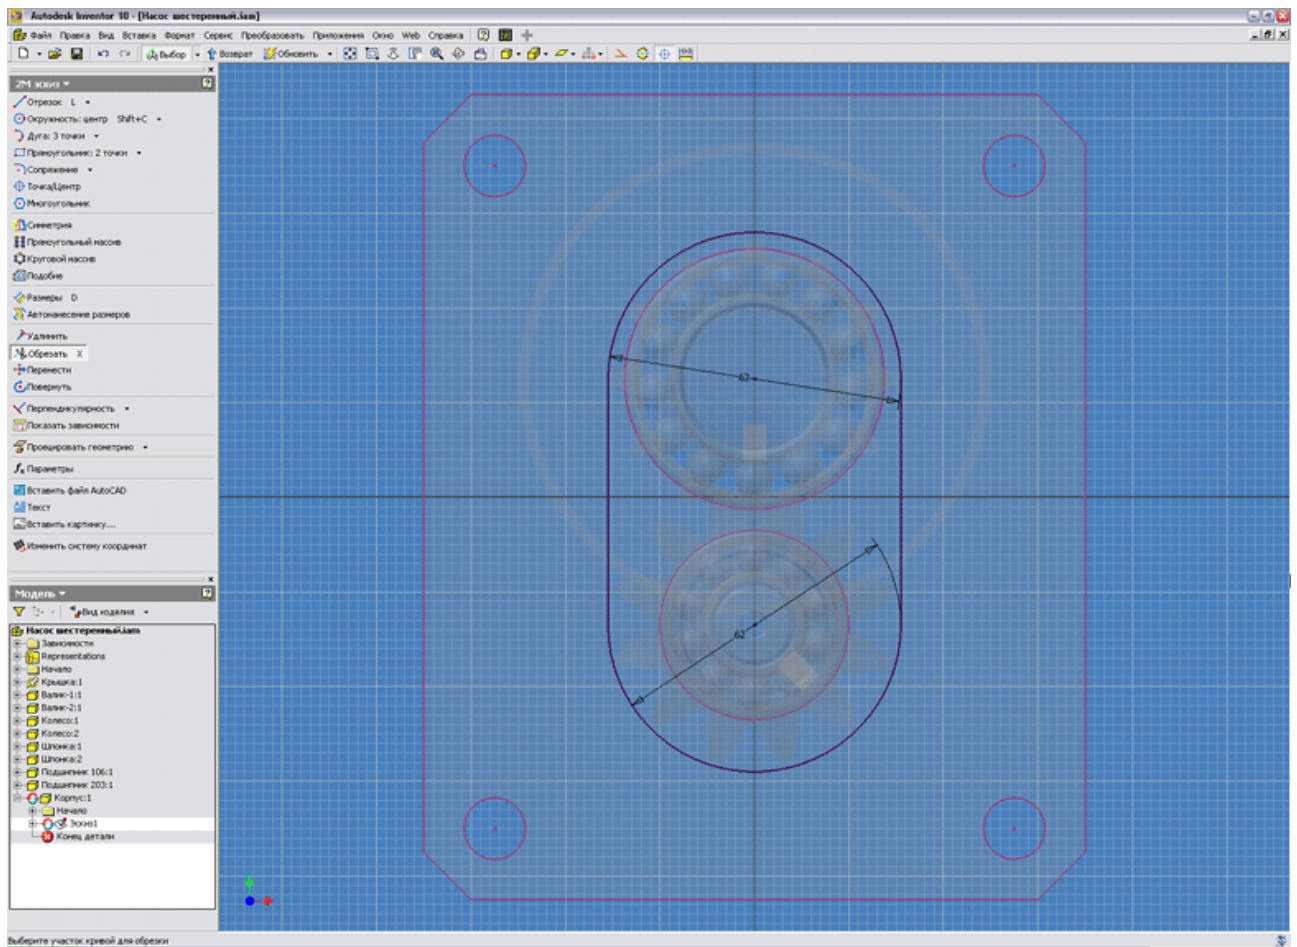 Autodesk Inventor 10 - [Насос шестеренный.iam]
Файл Правка Вид Вставка Формат Сервис Преобразовать Приложения Окно Web Справка
Выбор Возврат Обновить
2М эскиз
Отрезок L
Окружность: центр Shift+C
Дуга: 3 точки
Прямоугольник: 2 точки
Сопряжение
Точка/Центр
Многоугольник
Симметрия
Прямоугольный массив
Круговой массив
Подобие
Размеры D
Автонанесение размеров
Удлинить
Обрезать X
Перенести
Повернуть
Перпендикулярность
Показать зависимости
Проецировать геометрию
fx Параметры
Вставить файл AutoCAD
Текст
Вставить картинку...
Изменить систему координат
62
62
Модель
Вид изделия
Насос шестеренный.iam
Зависимости
Representations
Начало
Крышка:1
Валик-1:1
Валик-2:1
Колесо:1
Колесо:2
Шпонка:1
Шпонка:2
Подшипник 106:1
Подшипник 203:1
Корпус:1
Начало
Эскиз1
Конец детали
Выберите участок кривой для обрезки